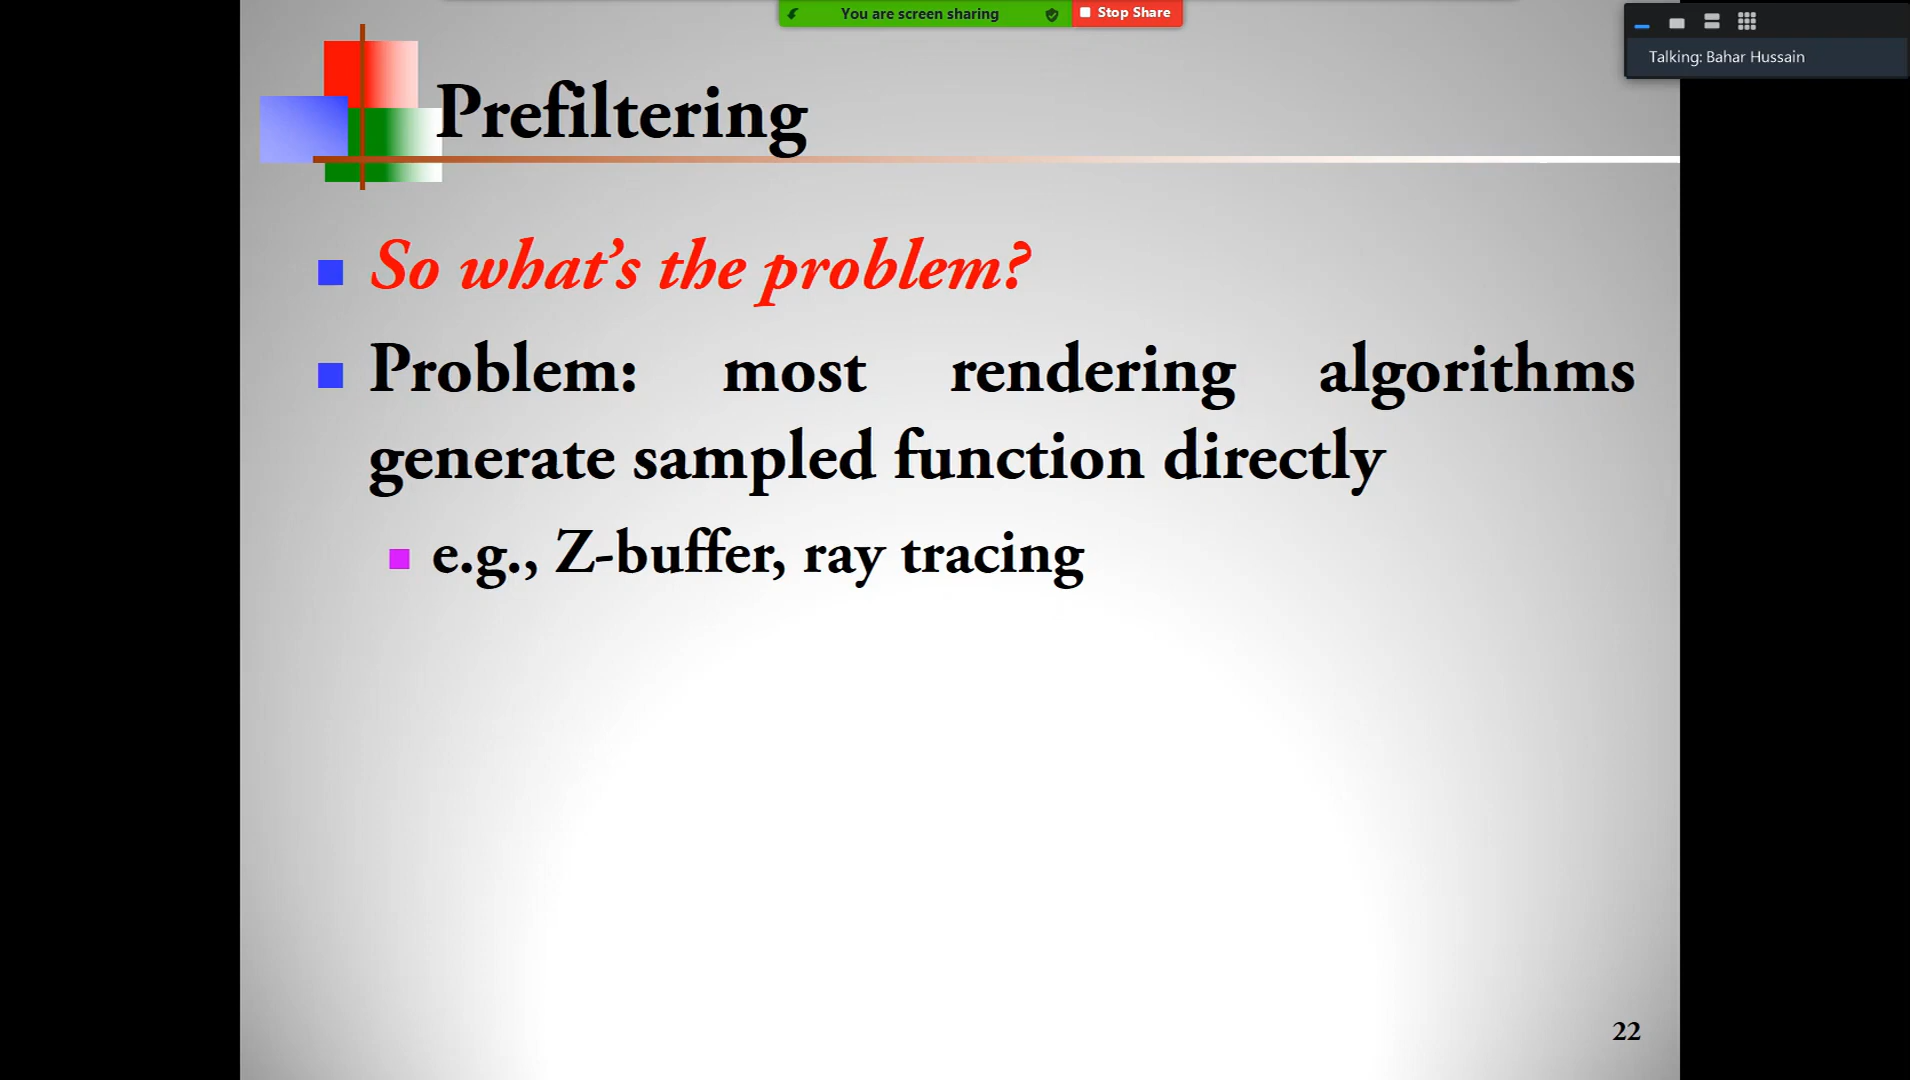 You are screen sharing
Stop Share
Talking: Bahar Hussain
Prefiltering
So what's the problem?
Problem: most rendering algorithms
generate sampled function directly
e.g., Z-buffer, ray tracing
22